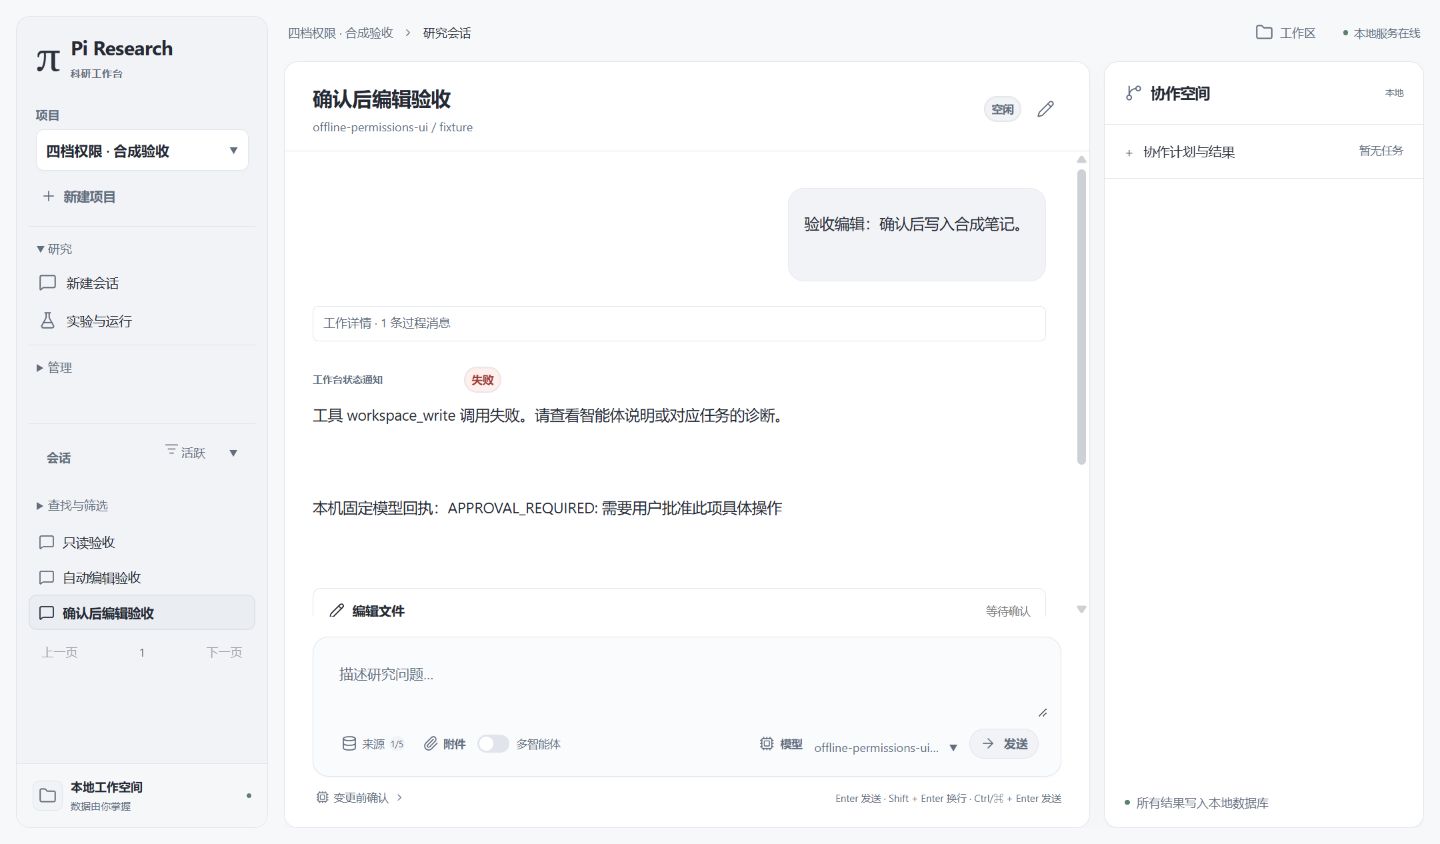 π
Pi Research
科研工作台
项目
四档权限 · 合成验收
新建项目
研究
新建会话
实验与运行
管理
会话
活跃
查找与筛选
只读验收
自动编辑验收
确认后编辑验收
上一页 1 下一页
本地工作空间
数据由你掌握
四档权限 · 合成验收 › 研究会话
工作区
本地服务在线
确认后编辑验收
offline-permissions-ui / fixture
空闲
验收编辑：确认后写入合成笔记。
工作详情 · 1 条过程消息
工作台状态通知 失败
工具 workspace_write 调用失败。请查看智能体说明或对应任务的诊断。
本机固定模型回执：APPROVAL_REQUIRED: 需要用户批准此项具体操作
编辑文件 等待确认
描述研究问题...
来源 1/5 附件 多智能体 模型 offline-permissions-ui... 发送
变更前确认 ›
Enter 发送 · Shift + Enter 换行 · Ctrl/⌘ + Enter 发送
协作空间 本地
+ 协作计划与结果 暂无任务
所有结果写入本地数据库